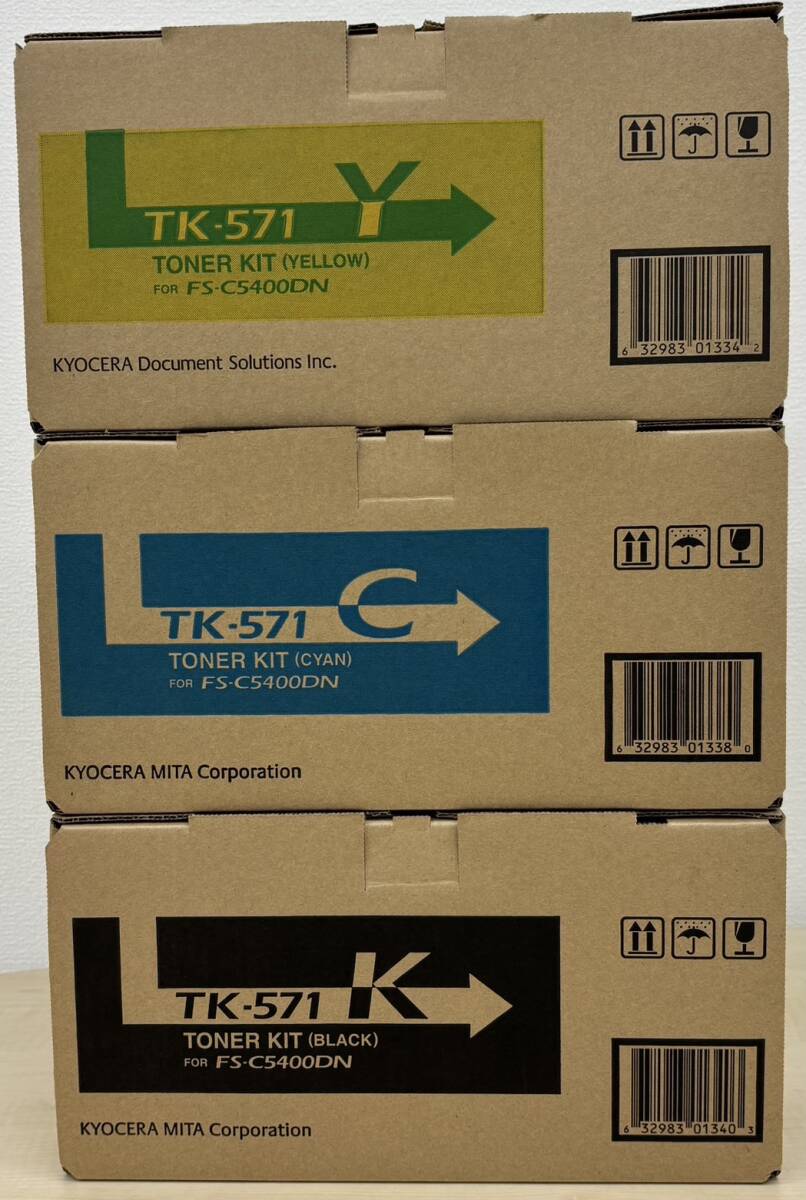 Y
TK-571
TONER KIT (YELLOW)
FOR FS-C5400DN
6 32983 01334 2
KYOCERA Document Solutions Inc.
C
TK-571
TONER KIT (CYAN)
FOR FS-C5400DN
6 32983 01338 0
KYOCERA MITA Corporation
K
TK-571
TONER KIT (BLACK)
FOR FS-C5400DN
6 32983 01340 3
KYOCERA MITA Corporation